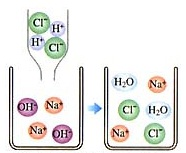 Cl⁻
H⁺
H⁺
Cl⁻
OH⁻ Na⁺
Na⁺ OH⁻
H₂O Na⁺
Cl⁻ H₂O
Na⁺ Cl⁻